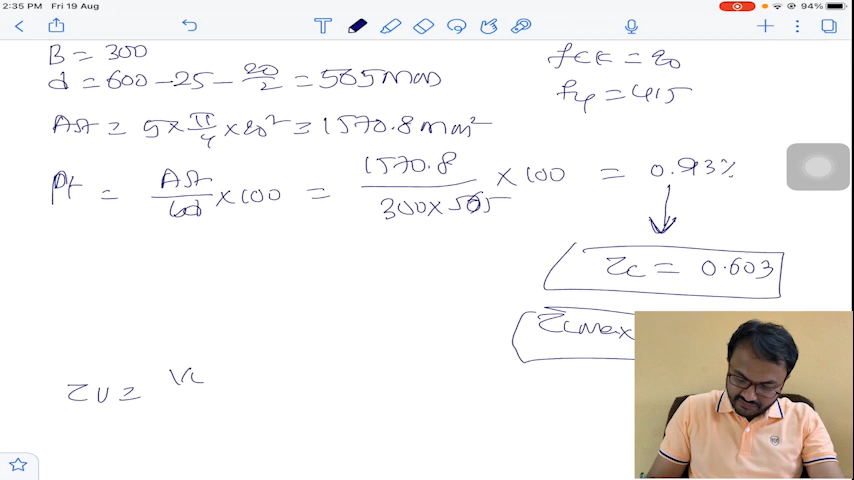 2:35 PM Fri 19 Aug
94%
B = 300
fck = 20
d = 600 - 25 - 20/2 = 565 mm
fy = 415
Ast = 5 × π/4 × 20² = 1570.8 mm²
Pt = Ast/bd × 100 = 1570.8/300×565 × 100 = 0.93%
τc = 0.603
τcmax
τv =